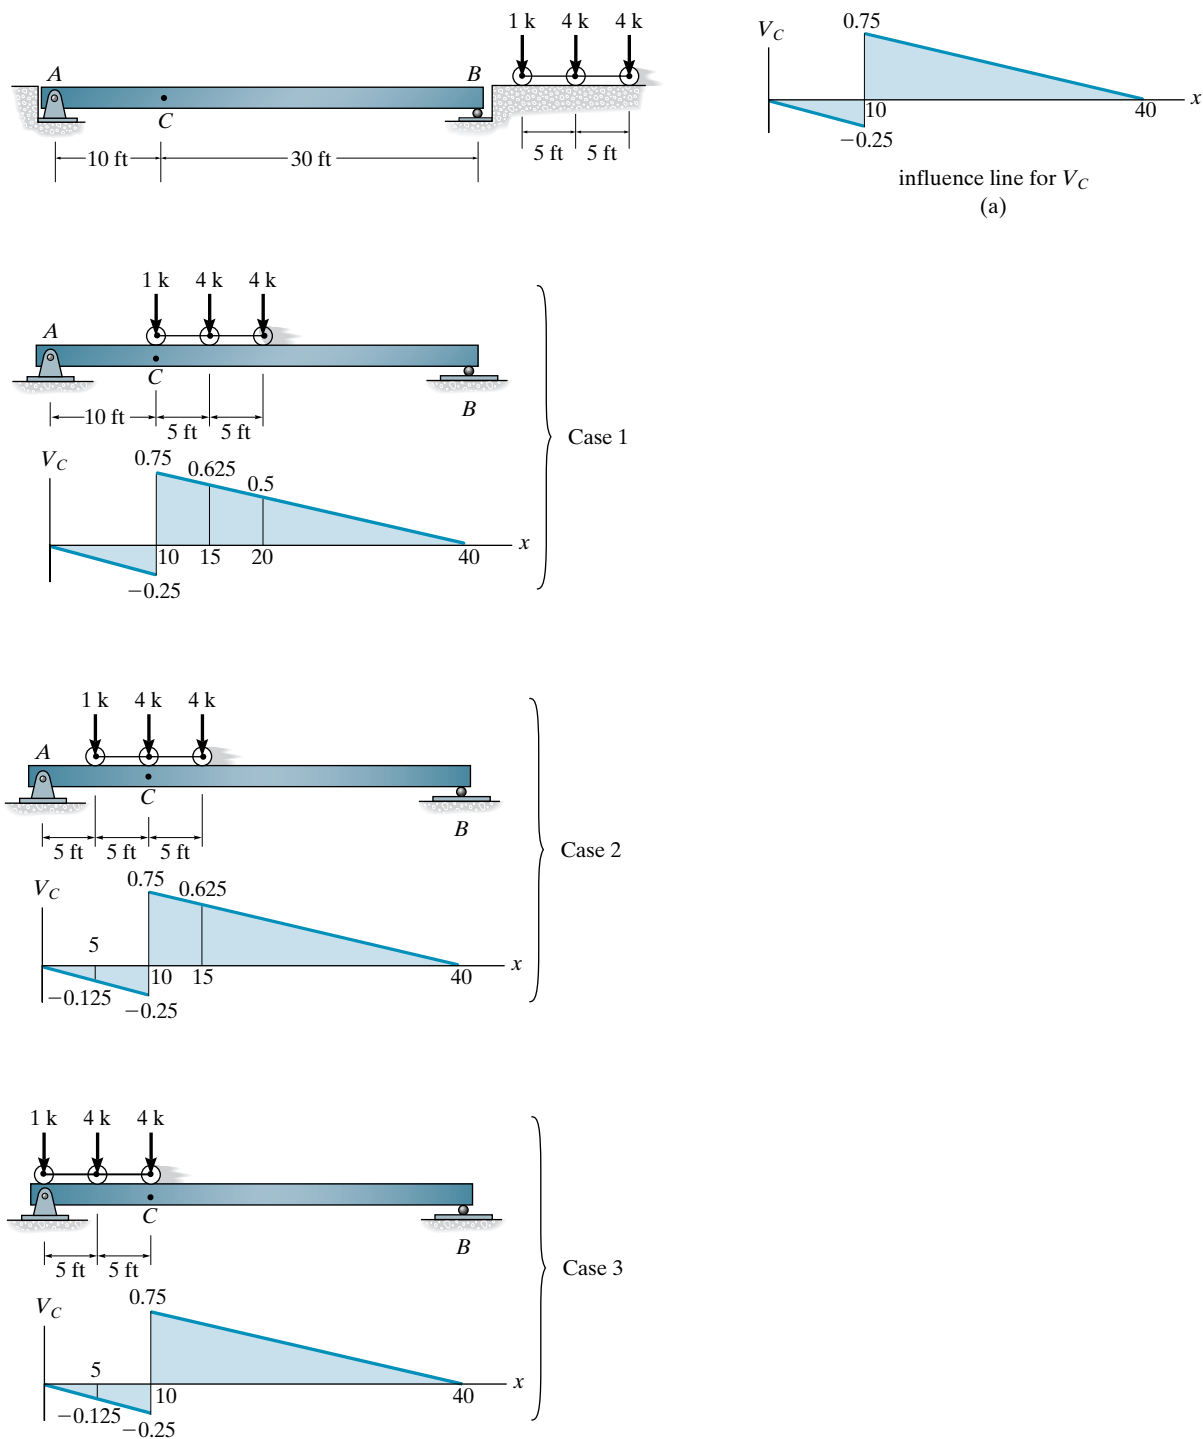 1 k 4 k 4 k
A B
C
10 ft 30 ft 5 ft 5 ft
V_C
0.75
10 40 x
−0.25
influence line for V_C
(a)
1 k 4 k 4 k
A
C
B
10 ft 5 ft 5 ft
Case 1
V_C 0.75 0.625 0.5
10 15 20 40 x
−0.25
1 k 4 k 4 k
A
C
B
5 ft 5 ft 5 ft
Case 2
V_C 0.75 0.625
5
10 15 40 x
−0.125 −0.25
1 k 4 k 4 k
C
B
5 ft 5 ft
Case 3
V_C 0.75
5
10 40 x
−0.125 −0.25